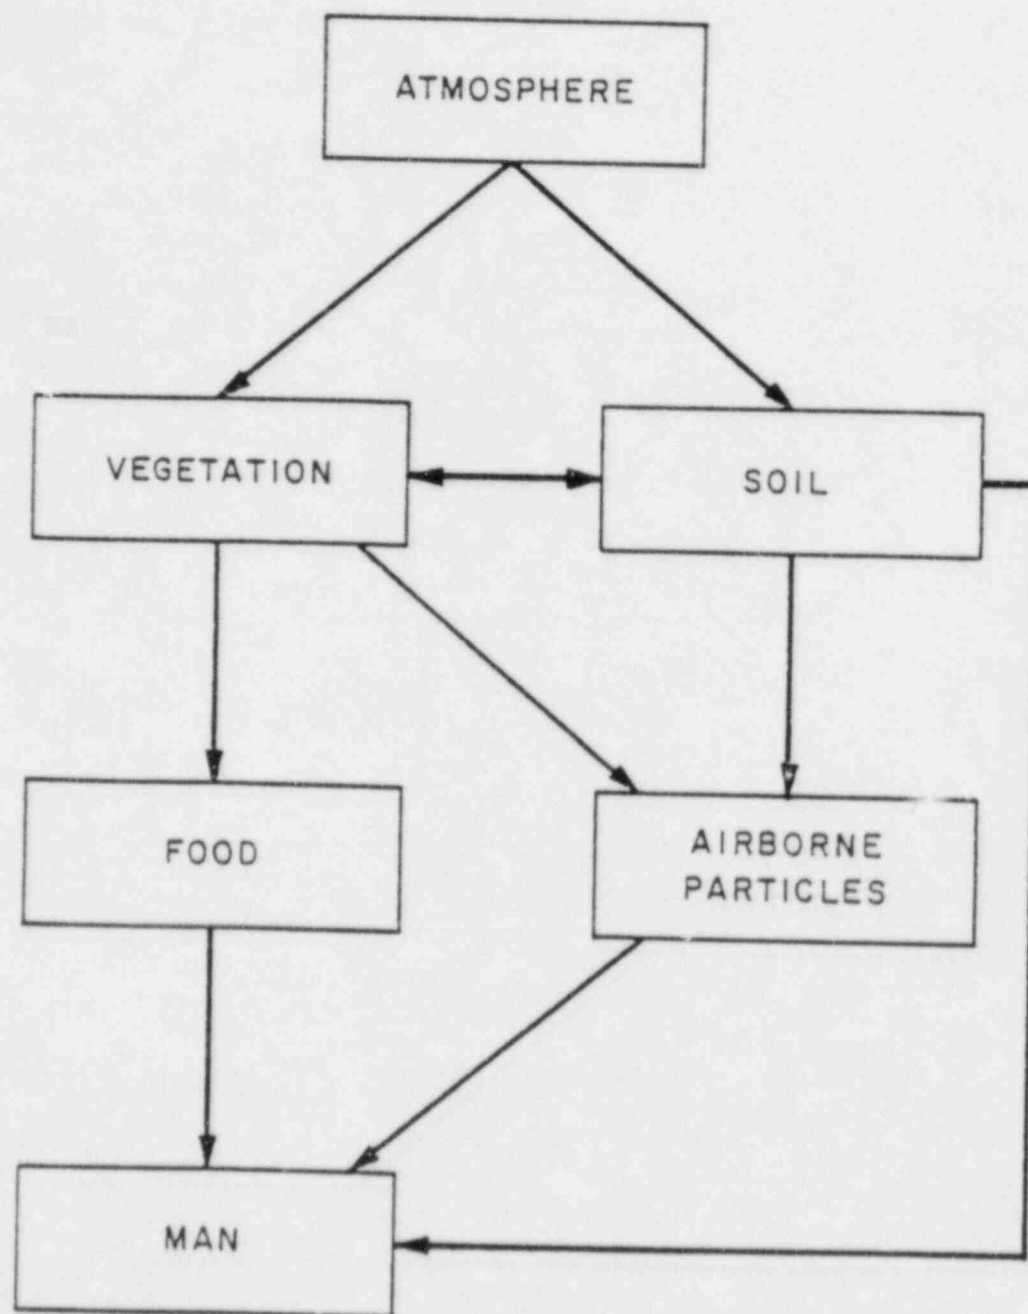 ATMOSPHERE
VEGETATION
SOIL
FOOD
AIRBORNE
PARTICLES
MAN